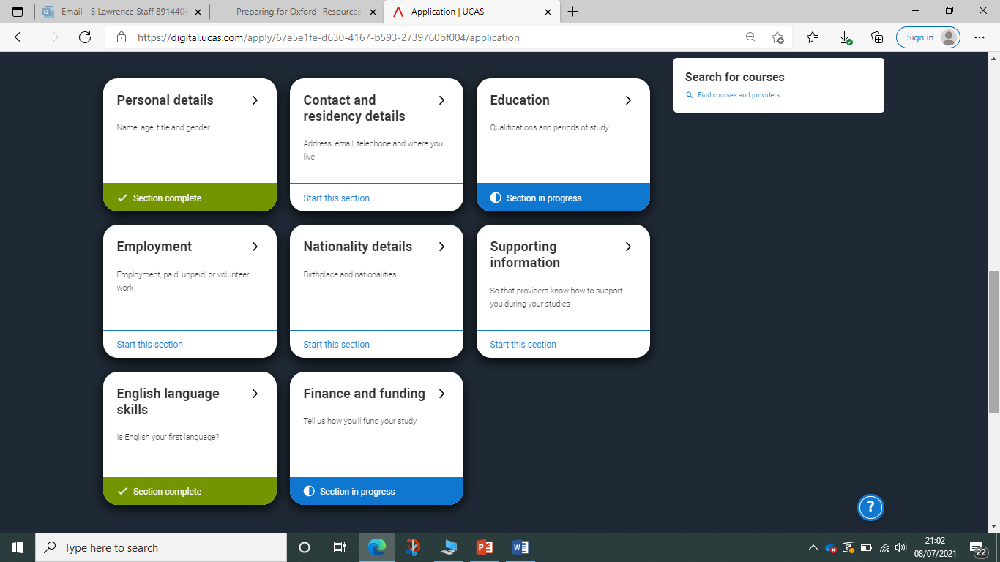 Email - S Lawrence Staff 8914404
Preparing for Oxford- Resources
Application | UCAS
https://digital.ucas.com/apply/67e5e1fe-d630-4167-b593-2739760bf004/application
Sign in
Search for courses
Find courses and providers
Personal details
Name, age, title and gender
Section complete
Contact and
residency details
Address, email, telephone and where you
live
Start this section
Education
Qualifications and periods of study
Section in progress
Employment
Employment, paid, unpaid, or volunteer
work
Start this section
Nationality details
Birthplace and nationalities
Start this section
Supporting
information
So that providers know how to support
you during your studies
Start this section
English language
skills
Is English your first language?
Section complete
Finance and funding
Tell us how you'll fund your study
Section in progress
?
Type here to search
21:02
08/07/2021
22